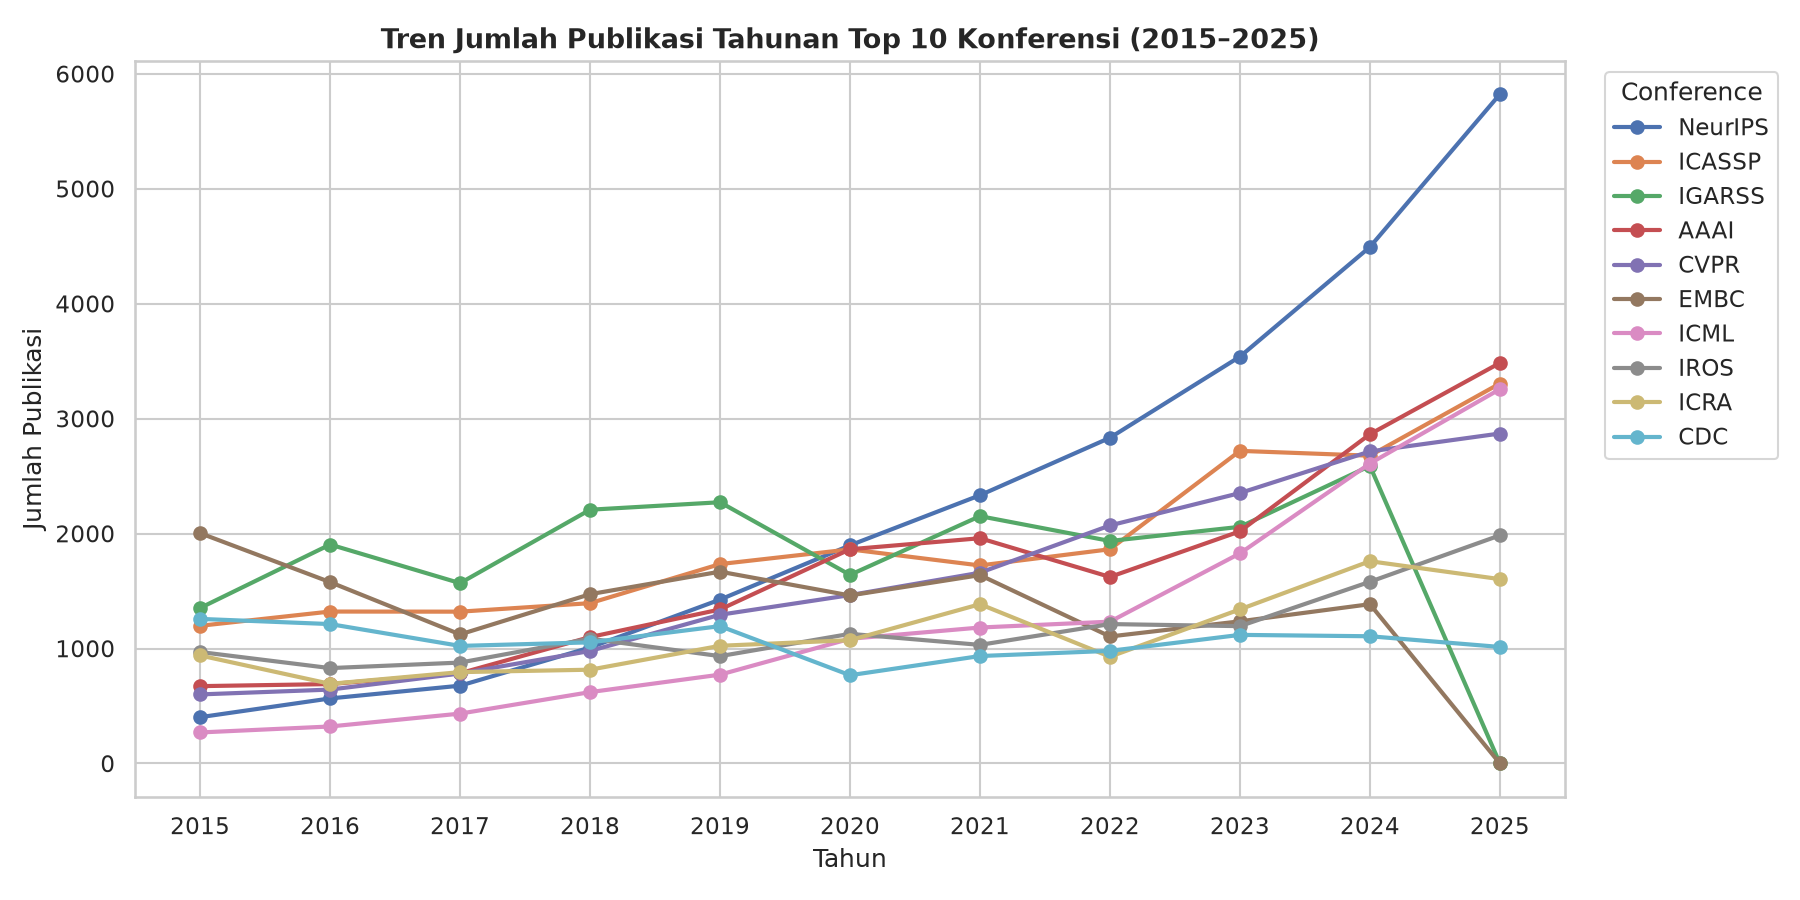 Tren Jumlah Publikasi Tahunan Top 10 Konferensi (2015–2025)
Jumlah Publikasi
6000
5000
4000
3000
2000
1000
0
2015 2016 2017 2018 2019 2020 2021 2022 2023 2024 2025
Tahun
Conference
NeurIPS
ICASSP
IGARSS
AAAI
CVPR
EMBC
ICML
IROS
ICRA
CDC